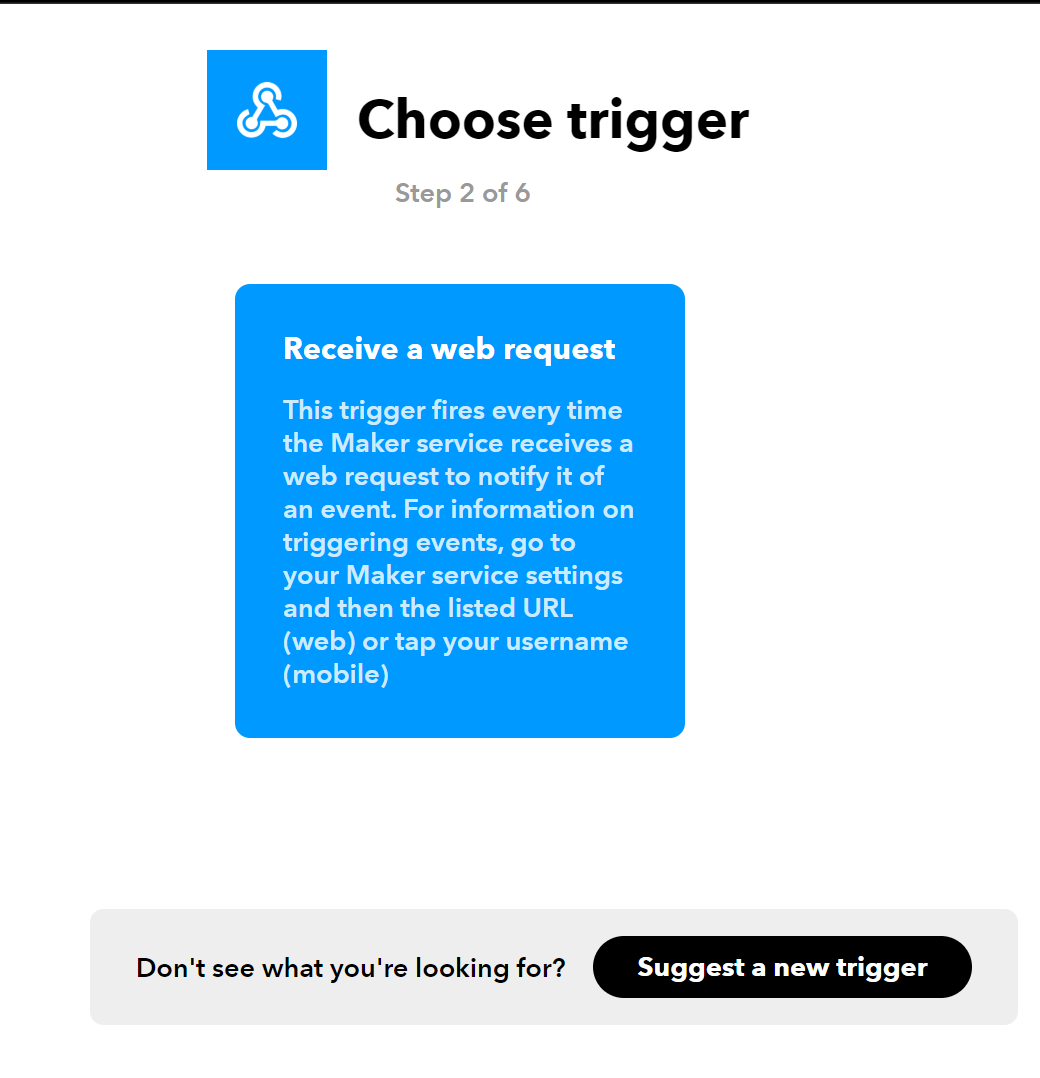 Choose trigger
Step 2 of 6
Receive a web request
This trigger fires every time
the Maker service receives a
web request to notify it of
an event. For information on
triggering events, go to
your Maker service settings
and then the listed URL
(web) or tap your username
(mobile)
Don't see what you're looking for?
Suggest a new trigger